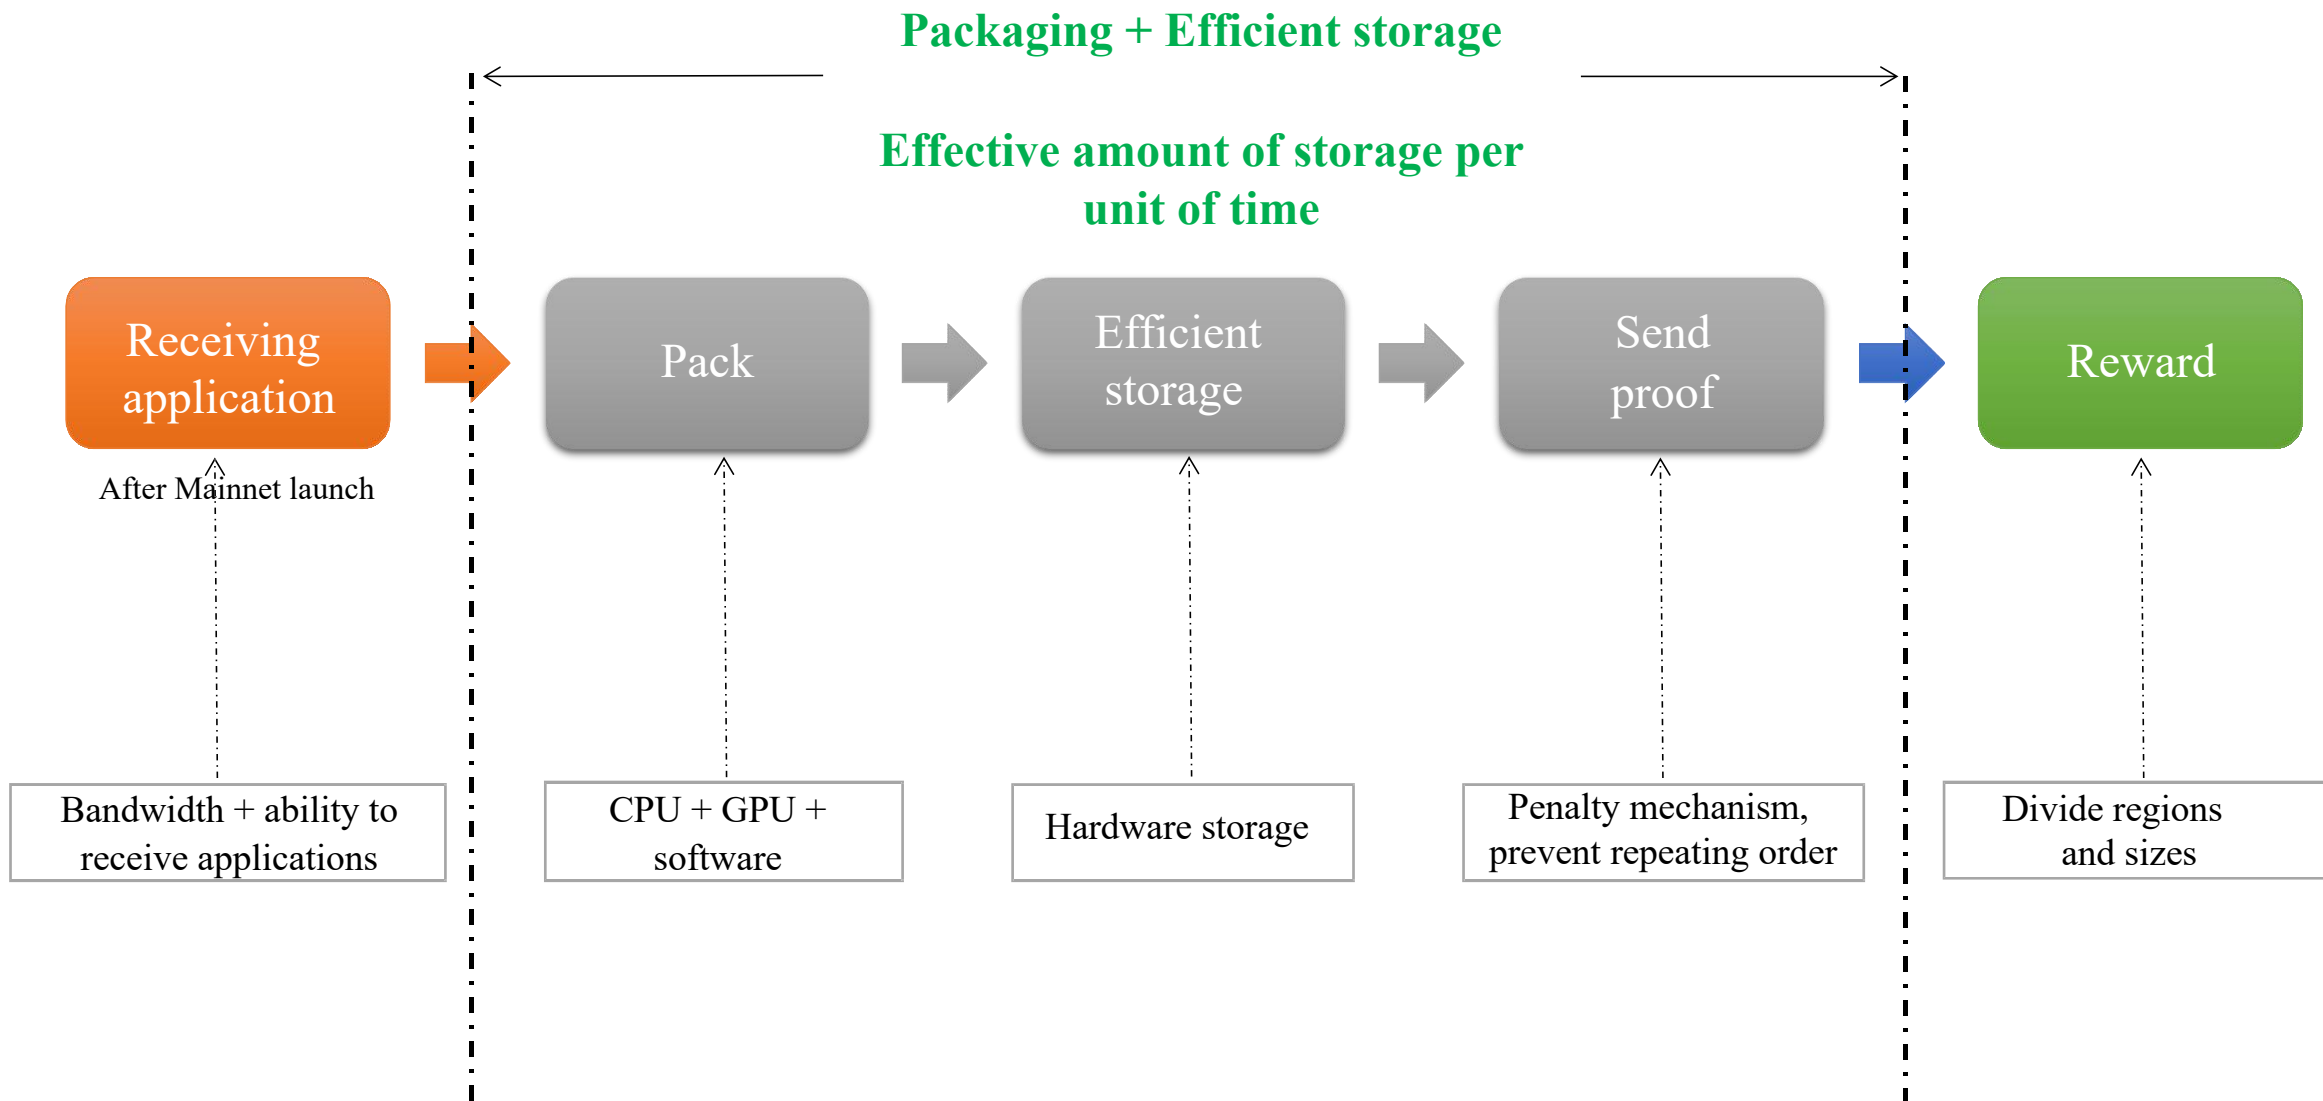 Packaging + Efficient storage
Effective amount of storage per
unit of time
Receiving
application
Pack
Efficient
storage
Send
proof
Reward
After Mainnet launch
Bandwidth + ability to
receive applications
CPU + GPU +
software
Hardware storage
Penalty mechanism,
prevent repeating order
Divide regions
and sizes